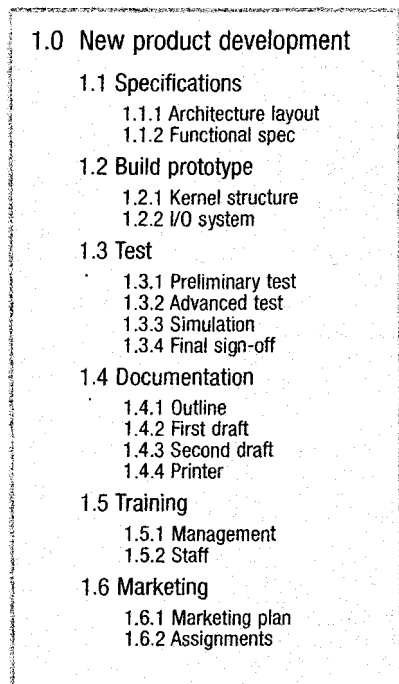 1.0 New product development
1.1 Specifications
1.1.1 Architecture layout
1.1.2 Functional spec
1.2 Build prototype
1.2.1 Kernel structure
1.2.2 I/O system
1.3 Test
1.3.1 Preliminary test
1.3.2 Advanced test
1.3.3 Simulation
1.3.4 Final sign-off
1.4 Documentation
1.4.1 Outline
1.4.2 First draft
1.4.3 Second draft
1.4.4 Printer
1.5 Training
1.5.1 Management
1.5.2 Staff
1.6 Marketing
1.6.1 Marketing plan
1.6.2 Assignments